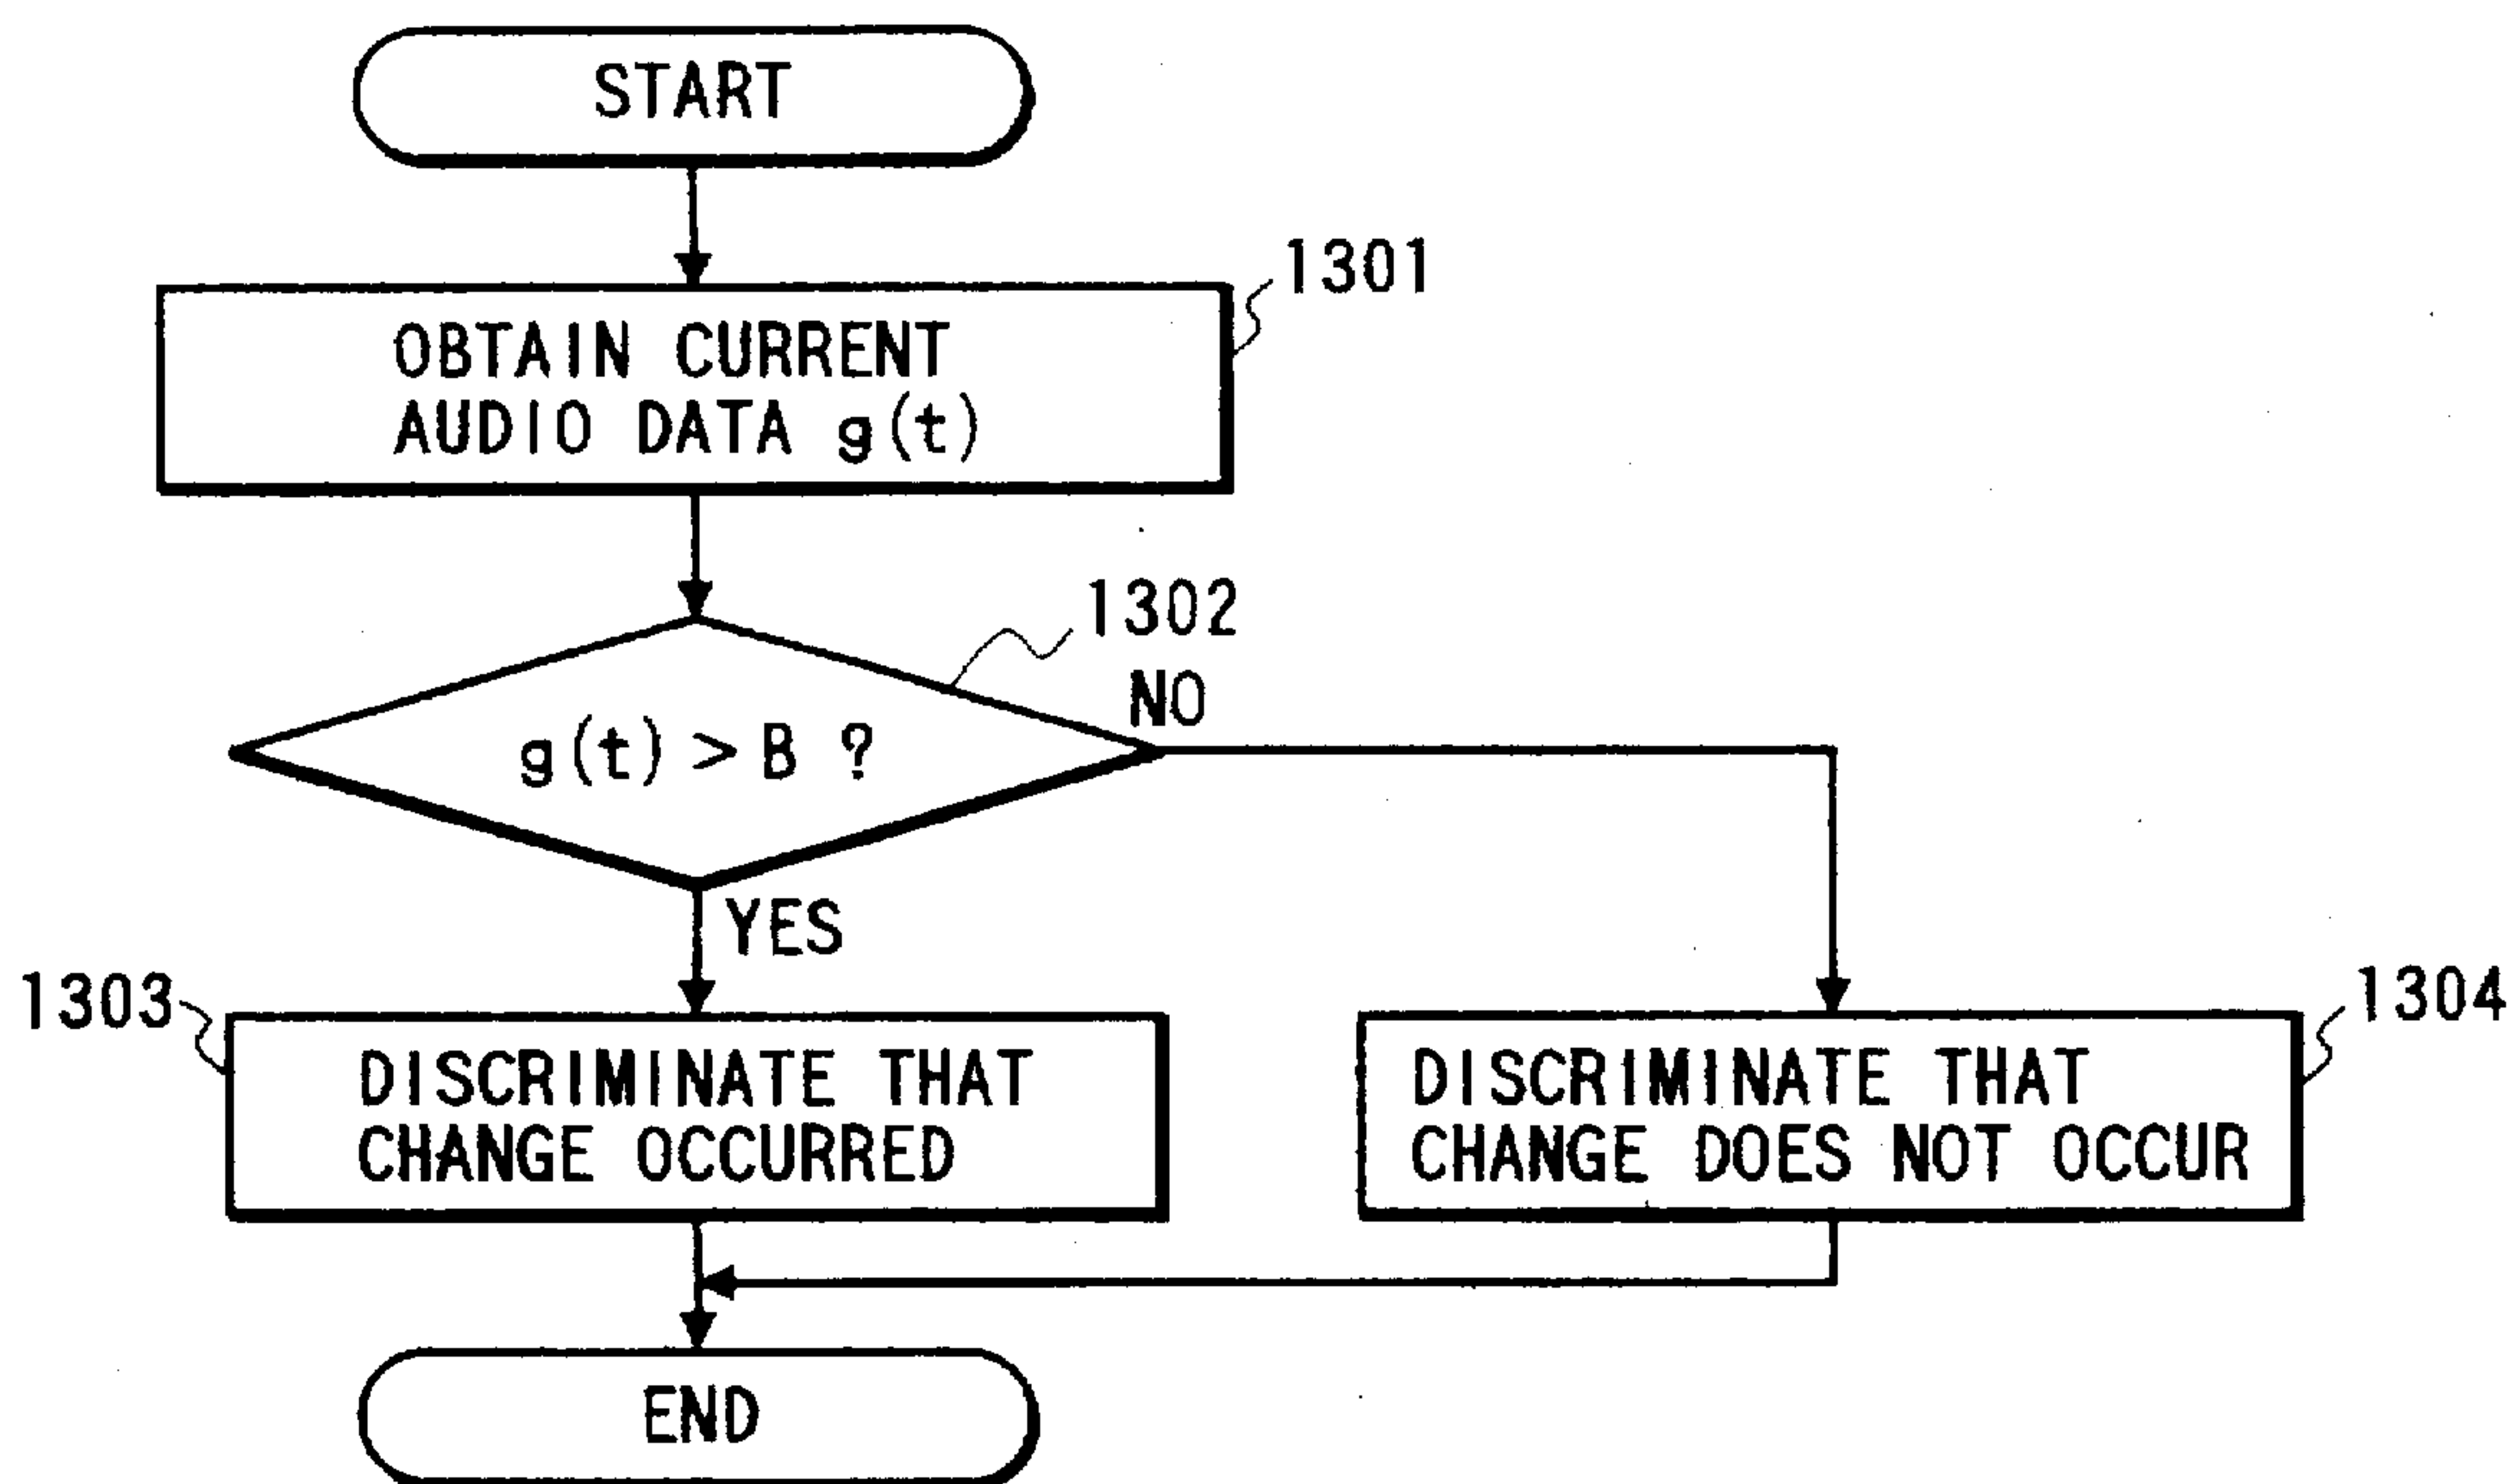 START
1301
OBTAIN CURRENT
AUDIO DATA g(t)
1302
NO
g(t) > B ?
YES
1303
DISCRIMINATE THAT
CHANGE OCCURRED
1304
DISCRIMINATE THAT
CHANGE DOES NOT OCCUR
END